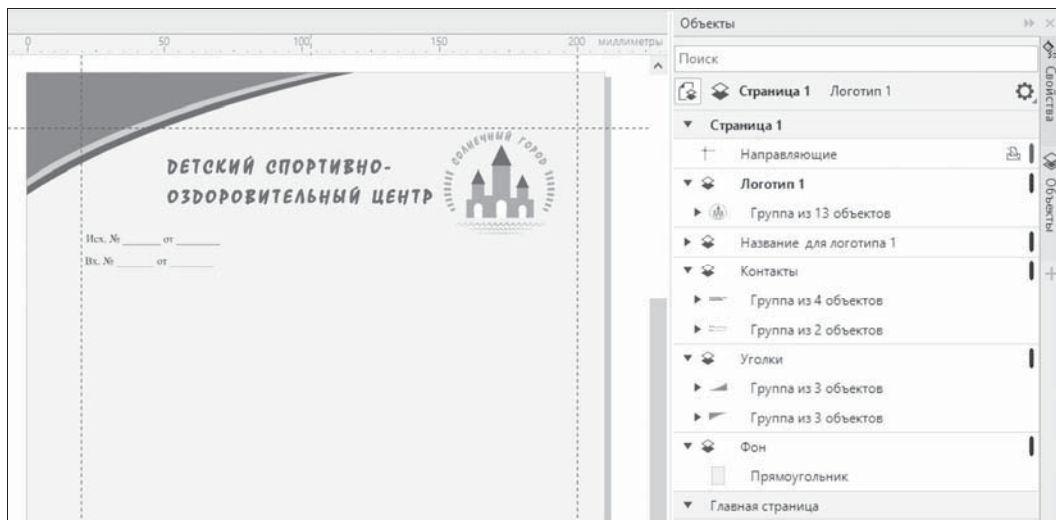 0 50 100 150 200 миллиметры
СОЛНЕЧНЫЙ ГОРОД
ДЕТСКИЙ СПОРТИВНО-
ОЗДОРОВИТЕЛЬНЫЙ ЦЕНТР
Исх. № ________ от ________
Вх. № ________ от ________
Объекты
Поиск
Страница 1 Логотип 1
Страница 1
Направляющие
Логотип 1
Группа из 13 объектов
Название для логотипа 1
Контакты
Группа из 4 объектов
Группа из 2 объектов
Уголки
Группа из 3 объектов
Группа из 3 объектов
Фон
Прямоугольник
Главная страница
Свойства
Объекты